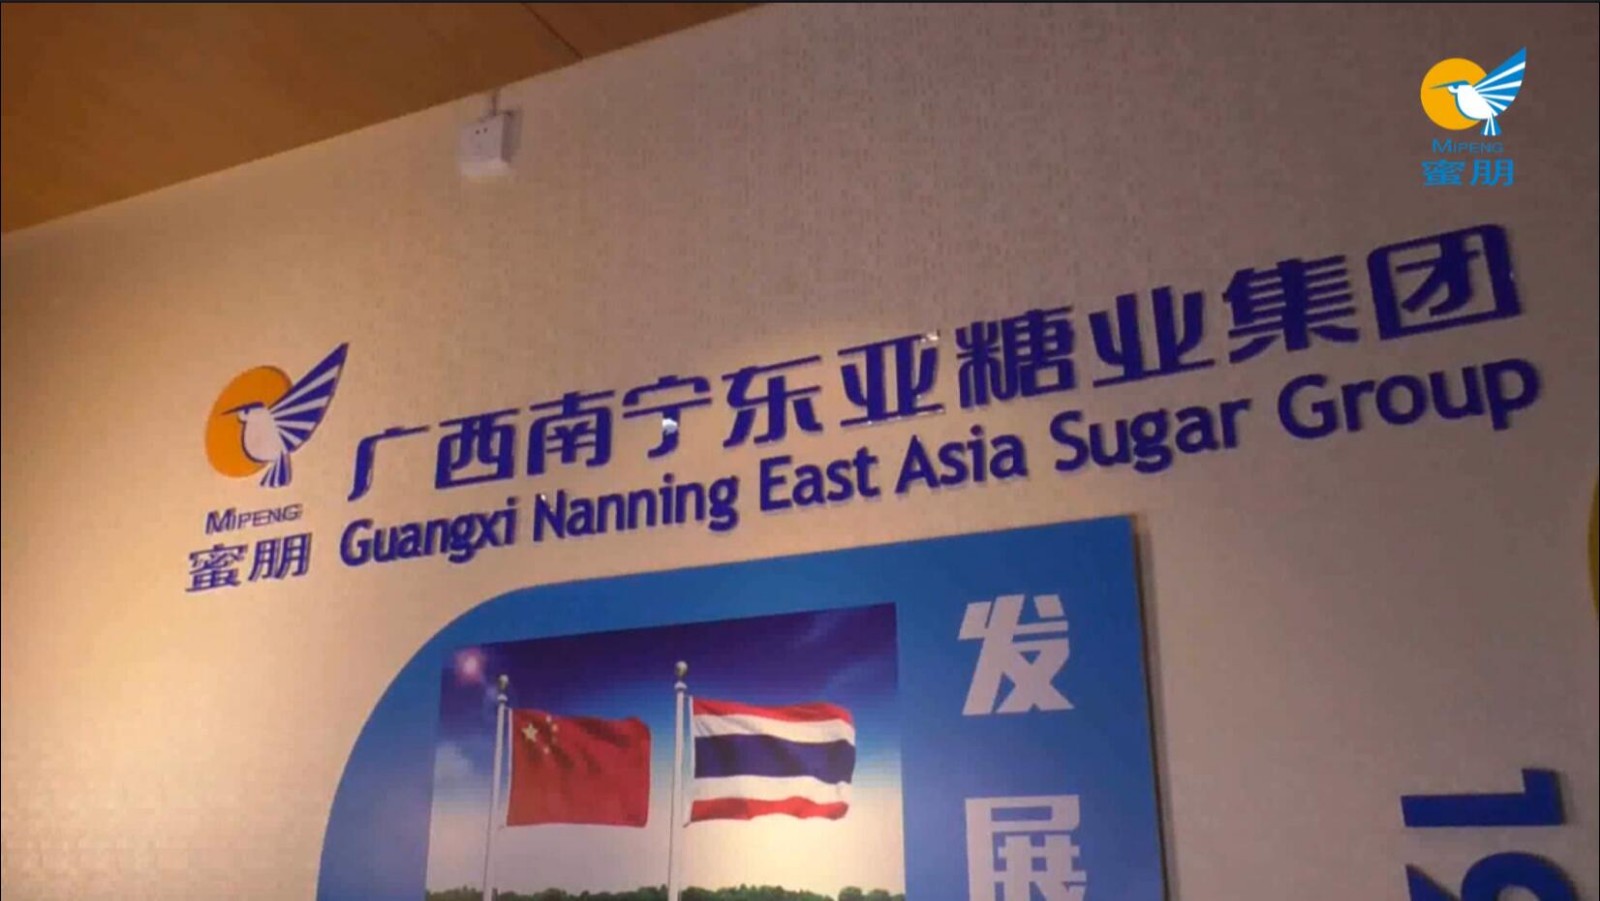 MIPENG
蜜朋
广西南宁东亚糖业集团
Guangxi Nanning East Asia Sugar Group
MIPENG
蜜朋
发展